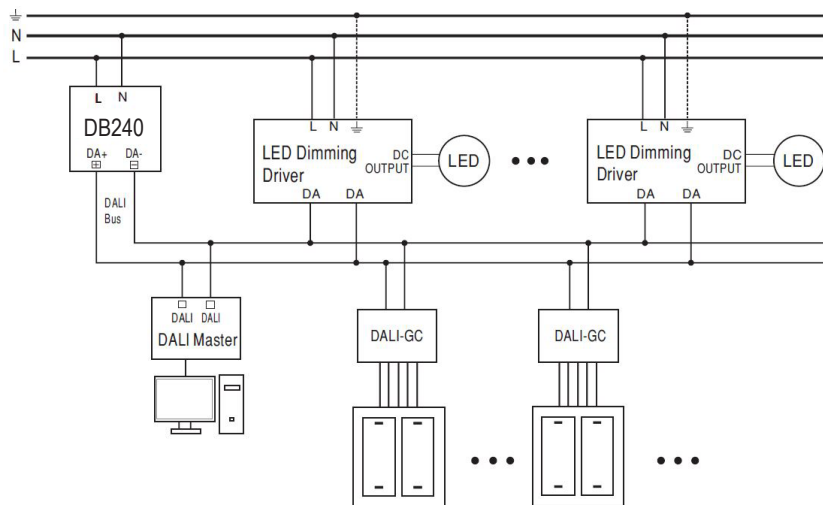 N
L
L N
DB240
DA+ DA-
DALI
Bus
L N
LED Dimming
Driver
DC
OUTPUT
DA DA
LED
L N
LED Dimming
Driver
DC
OUTPUT
DA DA
LED
DALI DALI
DALI Master
DALI-GC
DALI-GC